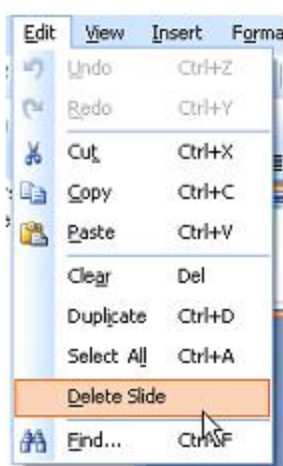 Edit View Insert Forma
Undo Ctrl+Z
Redo Ctrl+Y
Cut Ctrl+X
Copy Ctrl+C
Paste Ctrl+V
Clear Del
Duplicate Ctrl+D
Select All Ctrl+A
Delete Slide
Find... Ctrl+F